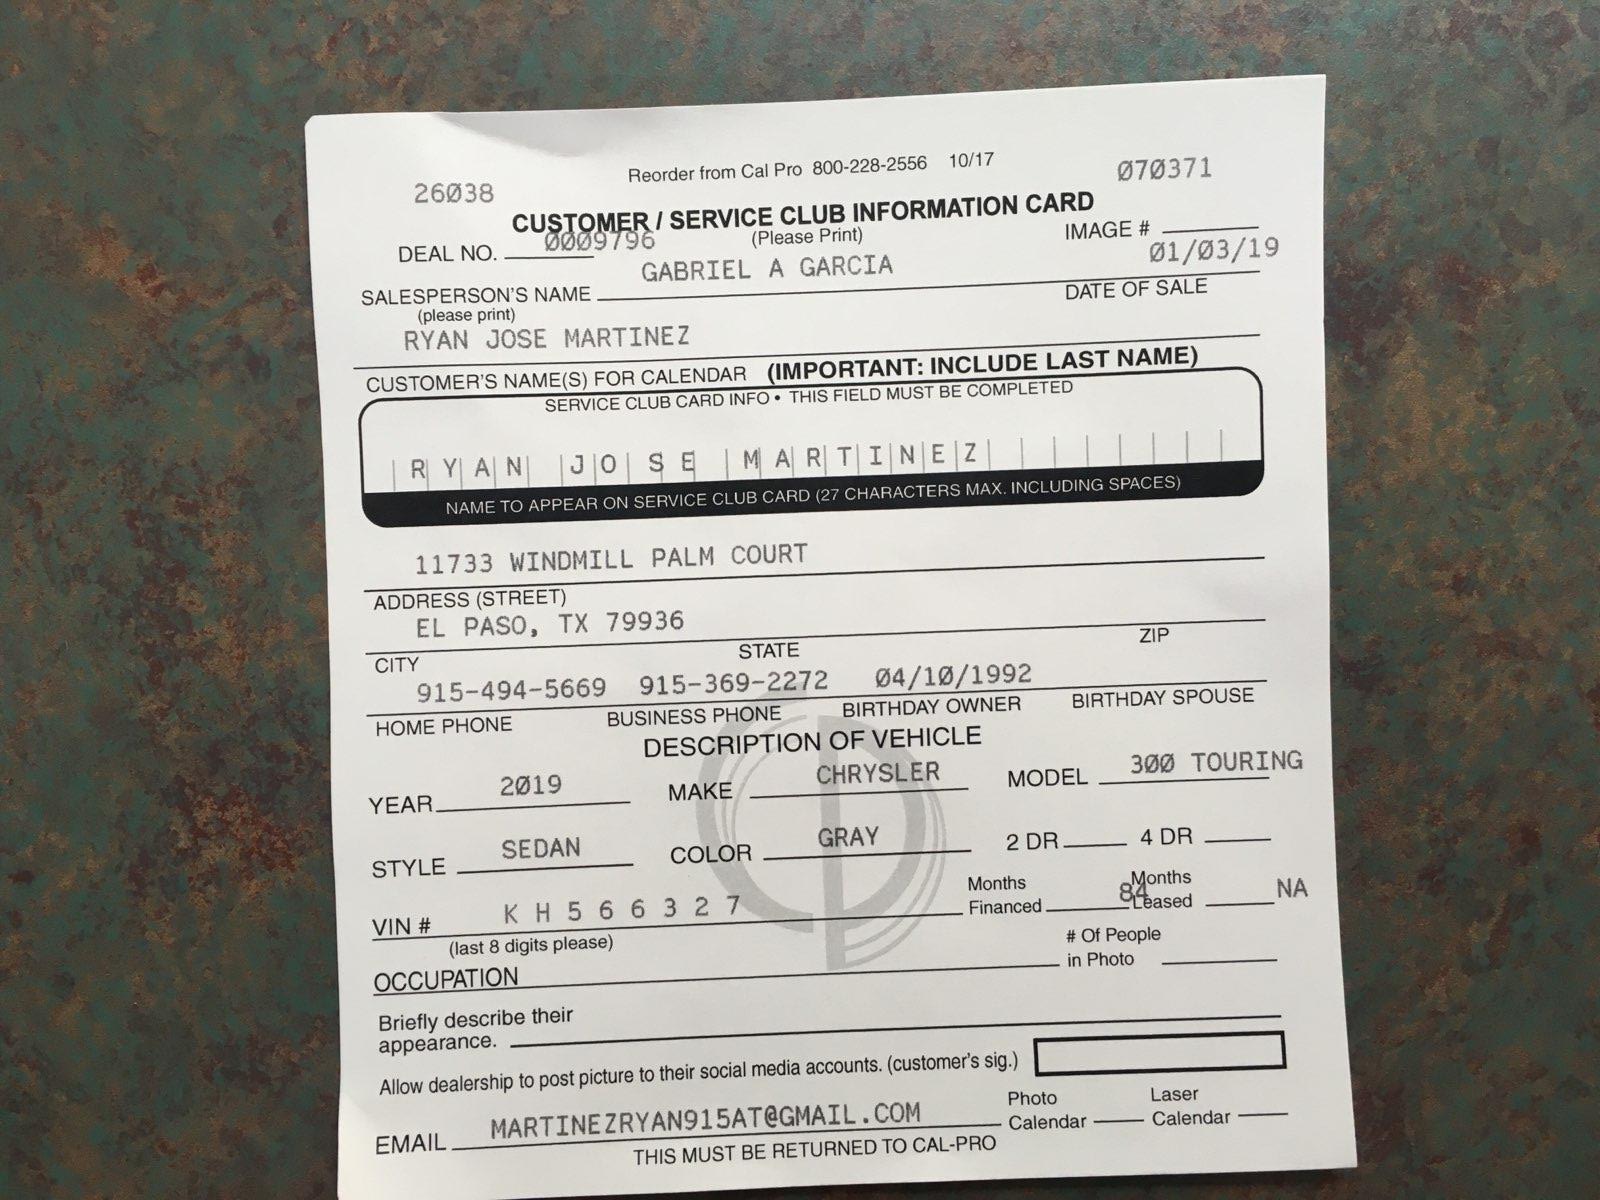 Reorder from Cal Pro 800-228-2556 10/17
26038 070371
CUSTOMER / SERVICE CLUB INFORMATION CARD
DEAL NO. 0009796 (Please Print) IMAGE #
01/03/19
SALESPERSON'S NAME GABRIEL A GARCIA DATE OF SALE
(please print)
RYAN JOSE MARTINEZ
CUSTOMER'S NAME(S) FOR CALENDAR (IMPORTANT: INCLUDE LAST NAME)
SERVICE CLUB CARD INFO • THIS FIELD MUST BE COMPLETED
RYAN JOSE MARTINEZ
NAME TO APPEAR ON SERVICE CLUB CARD (27 CHARACTERS MAX. INCLUDING SPACES)
11733 WINDMILL PALM COURT
ADDRESS (STREET)
EL PASO, TX 79936
CITY STATE ZIP
915-494-5669 915-369-2272 04/10/1992
HOME PHONE BUSINESS PHONE BIRTHDAY OWNER BIRTHDAY SPOUSE
DESCRIPTION OF VEHICLE
YEAR 2019 MAKE CHRYSLER MODEL 300 TOURING
STYLE SEDAN COLOR GRAY 2 DR 4 DR
VIN # K H 5 6 6 3 2 7 Months Financed 84 Months Leased NA
(last 8 digits please)
OCCUPATION # Of People in Photo
Briefly describe their
appearance.
Allow dealership to post picture to their social media accounts. (customer's sig.)
EMAIL MARTINEZRYAN915AT@GMAIL.COM Photo Calendar Laser Calendar
THIS MUST BE RETURNED TO CAL-PRO